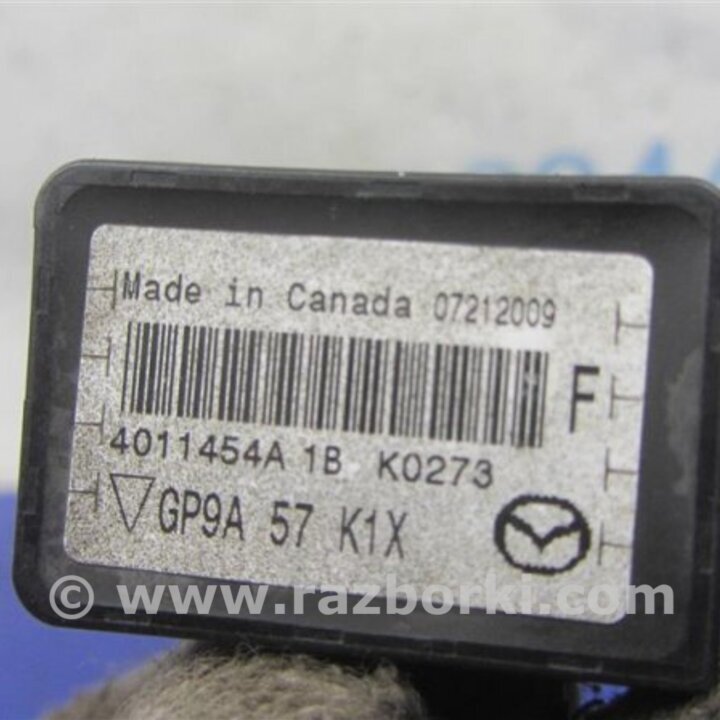 Made in Canada 07212009
F
4011454A 1B K0273
GP9A 57 K1X
© www.razborki.com